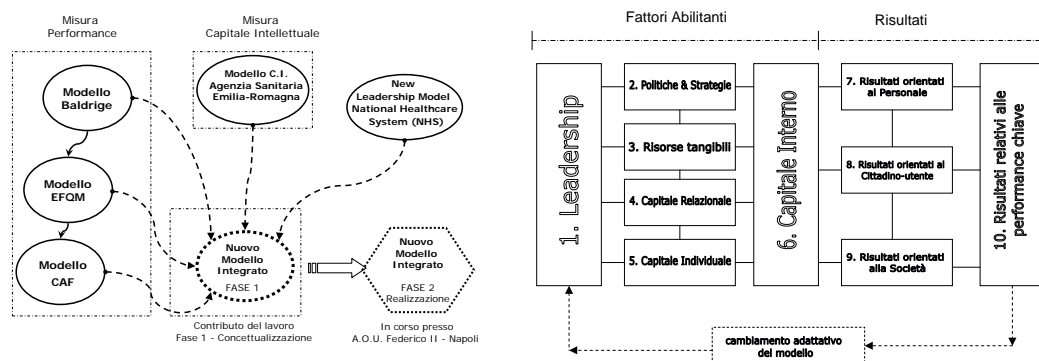 Misura
Performance
Misura
Capitale Intellettuale
Modello
Baldrige
Modello C.I.
Agenzia Sanitaria
Emilia-Romagna
New
Leadership Model
National Healthcare
System (NHS)
Modello
EFQM
Modello
CAF
Nuovo
Modello
Integrato
FASE 1
Nuovo
Modello
Integrato
FASE 2
Realizzazione
Contributo del lavoro
Fase 1 - Concettualizzazione
In corso presso
A.O.U. Federico II - Napoli
Fattori Abilitanti
Risultati
1. Leadership
2. Politiche & Strategie
3. Risorse tangibili
4. Capitale Relazionale
5. Capitale Individuale
6. Capitale Interno
7. Risultati orientati
al Personale
8. Risultati orientati al
Cittadino-utente
9. Risultati orientati
alla Società
10. Risultati relativi alle
performance chiave
cambiamento adattativo
del modello